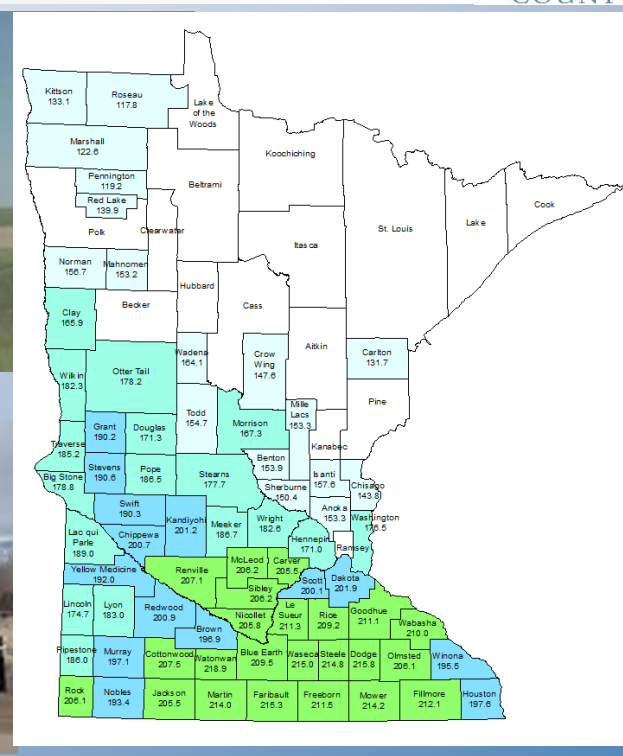 COUNT
Kittson
133.1
Roseau
117.8
Lake
of the
Woods
Koochiching
Marshall
122.6
Pennington
119.2
Beltrami
Red Lake
139.9
Polk
Clearwater
Itasca
St. Louis
Lake
Cook
Norman
156.7
Mahnomen
153.2
Hubbard
Cass
Becker
Clay
165.9
Aitkin
Wadena
164.1
Crow
Wing
147.6
Carlton
131.7
Otter Tail
178.2
Wilkin
182.3
Todd
154.7
Pine
Mille
Lacs
153.3
Morrison
167.3
Grant
190.2
Douglas
171.3
Kanabec
Traverse
185.2
Benton
153.9
Stevens
190.6
Pope
186.5
Stearns
177.7
Isanti
157.6
Chisago
143.8
Big Stone
178.8
Sherburne
150.4
Swift
190.3
Anoka
153.3
Washington
176.5
Kandiyohi
201.2
Meeker
186.7
Wright
182.6
Lac qui
Parle
189.0
Chippewa
200.7
Hennepin
171.0
Ramsey
Yellow Medicine
192.0
Renville
207.1
McLeod
206.2
Carver
205.5
Scott
200.1
Dakota
201.9
Sibley
206.2
Lincoln
174.7
Lyon
183.0
Redwood
200.9
Nicollet
205.8
Le
Sueur
211.3
Rice
209.2
Goodhue
211.1
Wabasha
210.0
Brown
196.9
Pipestone
186.0
Murray
197.1
Cottonwood
207.5
Watonwan
218.9
Blue Earth
209.5
Waseca
215.0
Steele
214.8
Dodge
215.8
Olmsted
206.1
Winona
195.5
Rock
206.1
Nobles
193.4
Jackson
205.5
Martin
214.0
Faribault
215.3
Freeborn
211.5
Mower
214.2
Fillmore
212.1
Houston
197.6